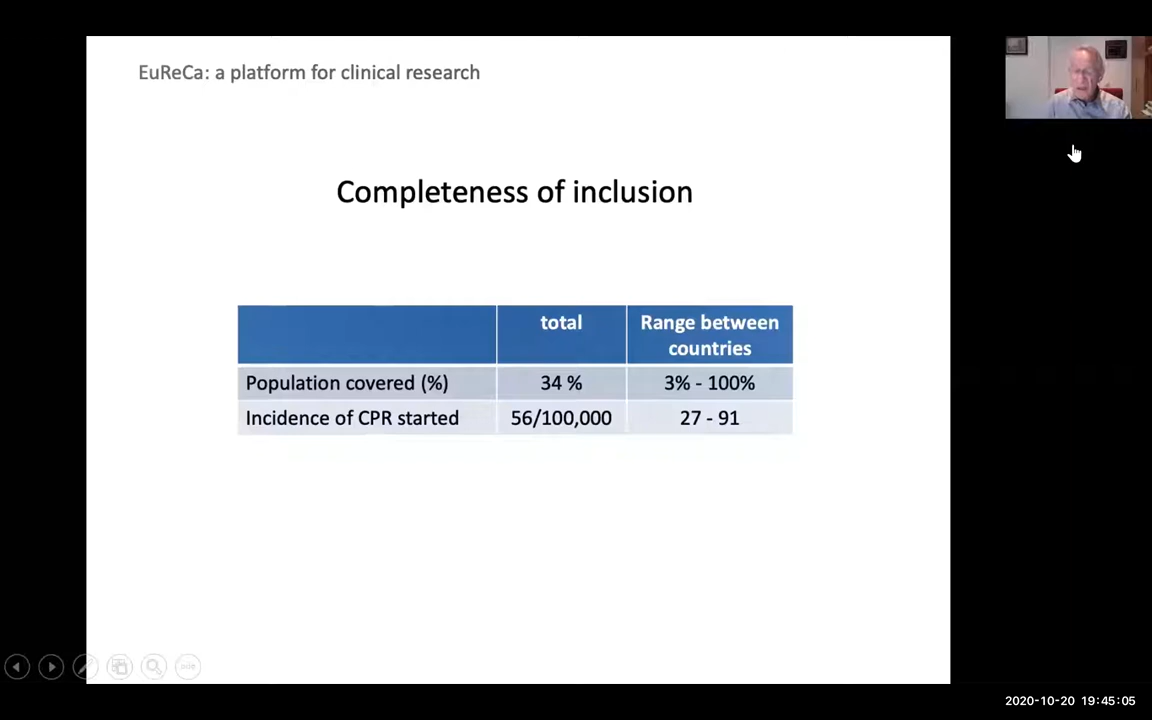 EuReCa: a platform for clinical research
Completeness of inclusion
total
Range between
countries
Population covered (%)
34 %
3% - 100%
Incidence of CPR started
56/100,000
27 - 91
2020-10-20 19:45:05